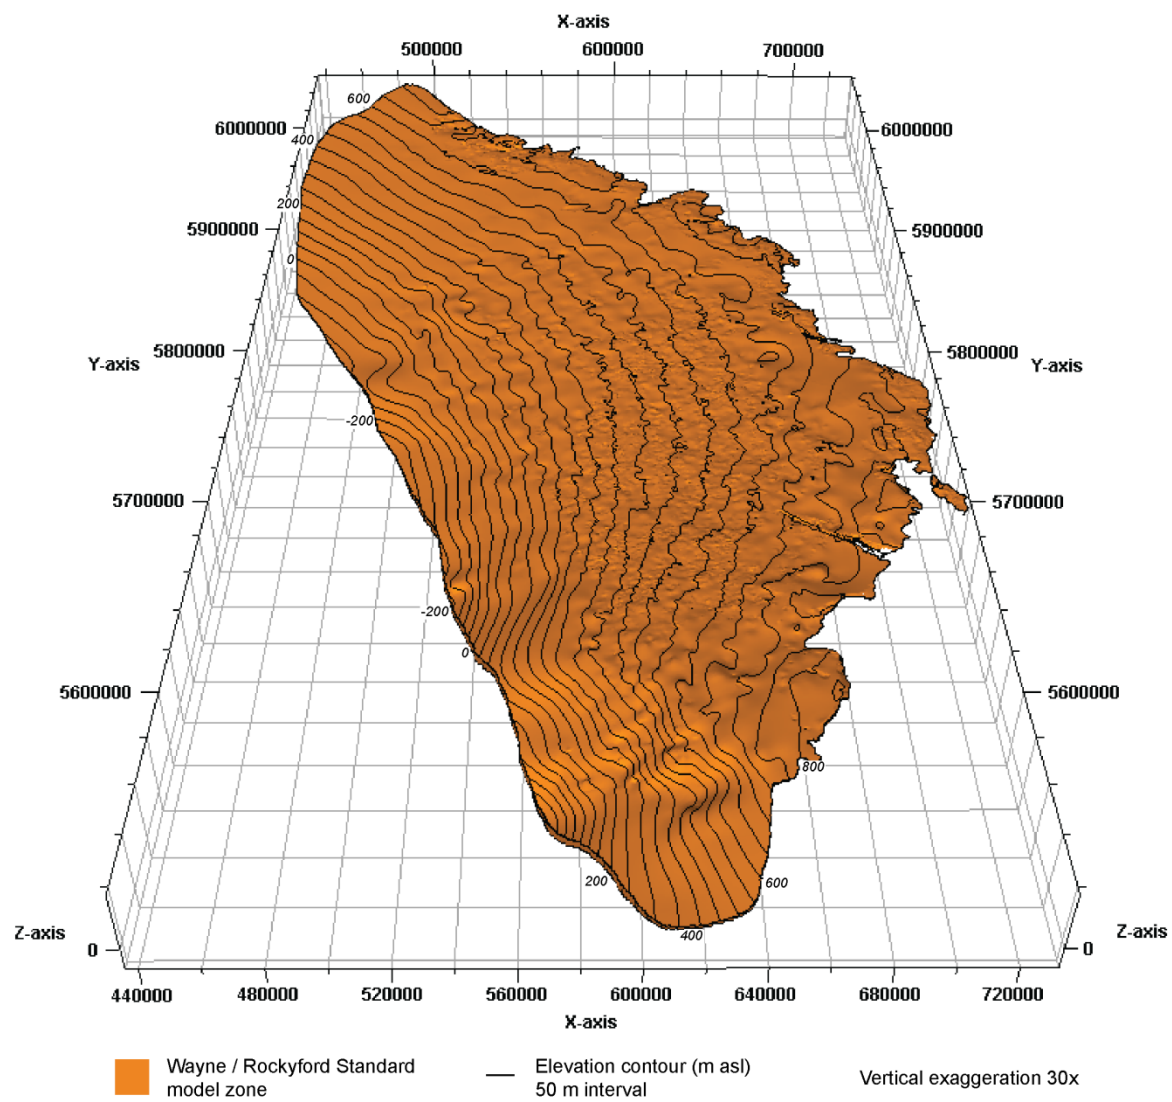 X-axis
500000 600000 700000
600
6000000 6000000
400
200
5900000 5900000
0
5800000 5800000
Y-axis Y-axis
-200
5700000 5700000
-200
0
5600000 5600000
800
200 600
400
Z-axis Z-axis
0 0
440000 480000 520000 560000 600000 640000 680000 720000
X-axis
Wayne / Rockyford Standard
model zone
Elevation contour (m asl)
50 m interval
Vertical exaggeration 30x